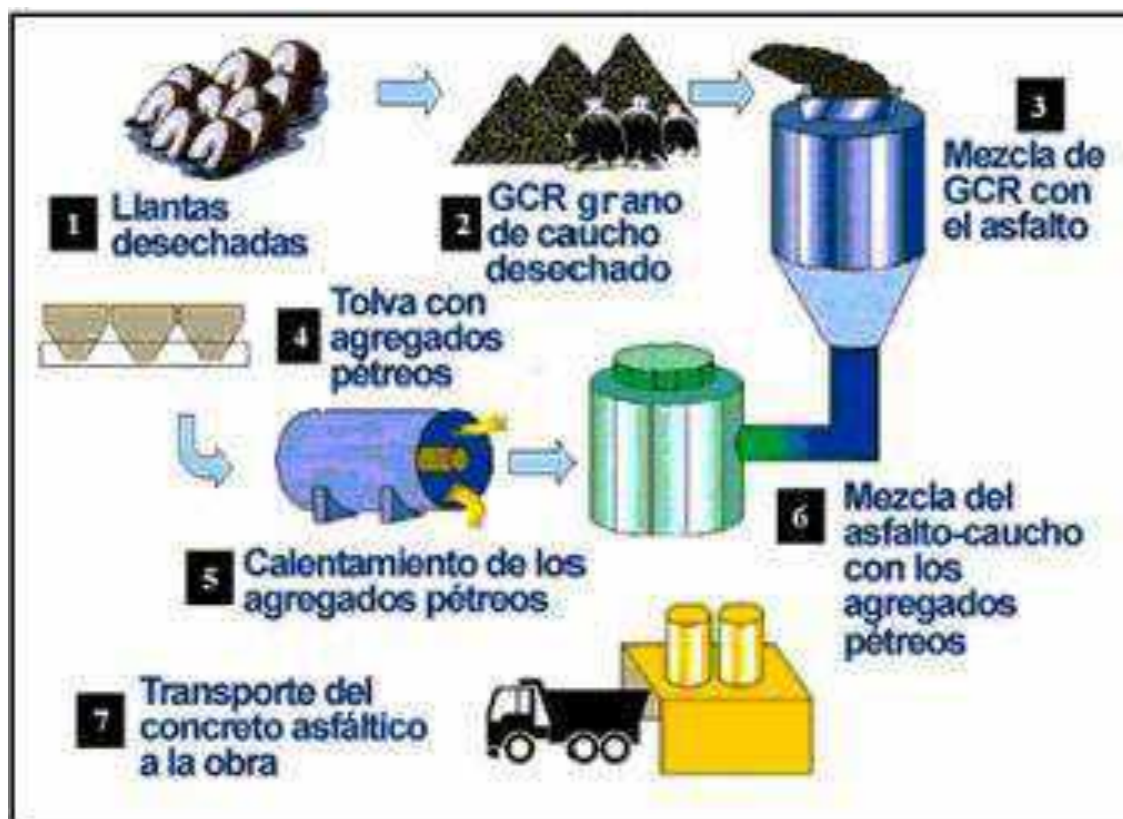 1 Llantas
desechadas
2 GCR grano
de caucho
desechado
3
Mezcla de
GCR con
el asfalto
4 Tolva con
agregados
pétreos
5 Calentamiento de los
agregados pétreos
6 Mezcla del
asfalto-caucho
con los
agregados
pétreos
7 Transporte del
concreto asfáltico
a la obra